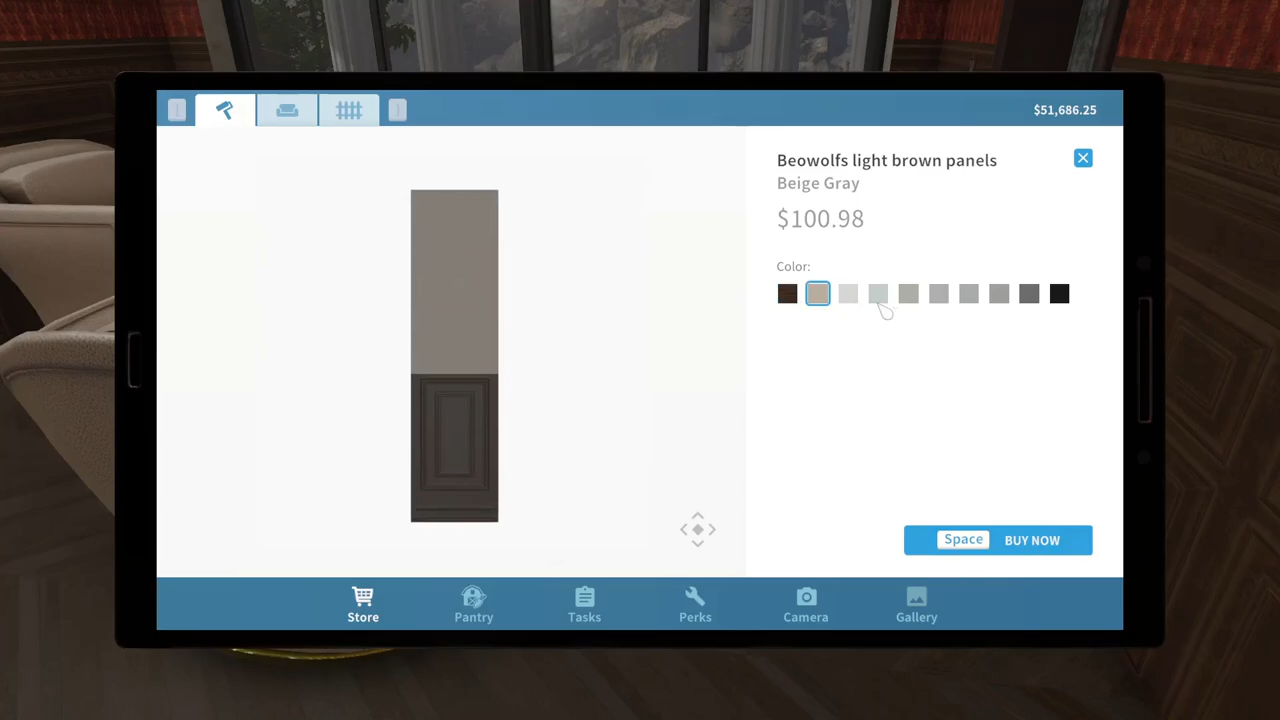 $51,686.25
Beowolfs light brown panels
Beige Gray
$100.98
Color:
Space BUY NOW
Store Pantry Tasks Perks Camera Gallery